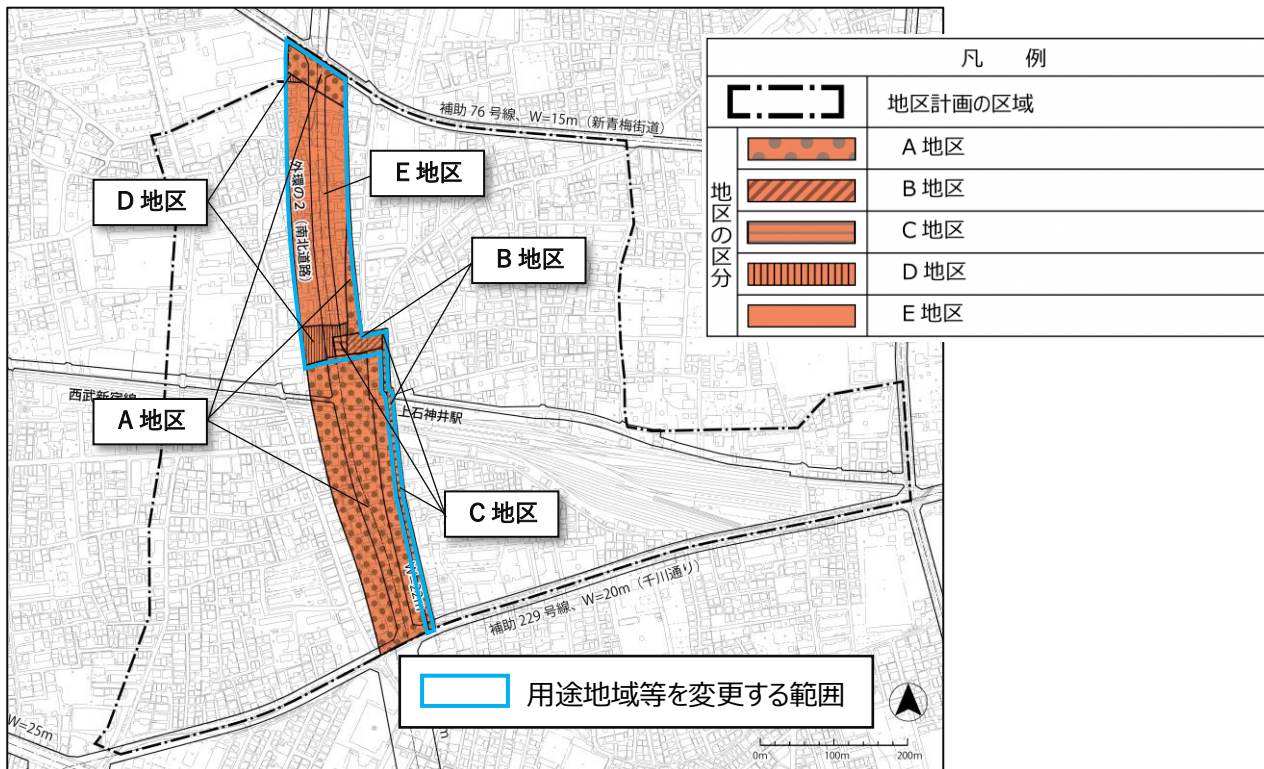 凡 例
地区計画の区域
地区の区分
A 地区
B 地区
C 地区
D 地区
E 地区
補助 76 号線、W=15m（新青梅街道）
E 地区
D 地区
外環の2（南北道路）
B 地区
西武新宿線
上石神井駅
A 地区
C 地区
W=22m
補助 229 号線、W=20m（千川通り）
用途地域等を変更する範囲
W=25m
0m 100m 200m